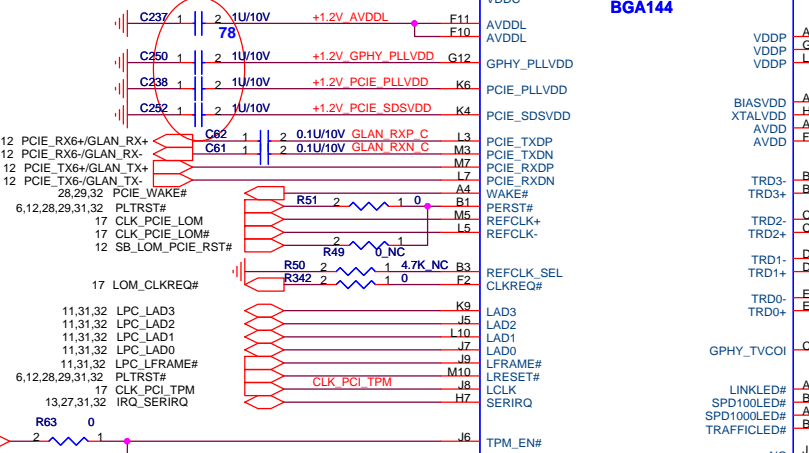 VDDC
BGA144
C237 1 2 1U/10V +1.2V_AVDDL F11 AVDDL
78
F10 AVDDL
VDDP
VDDP
C250 1 2 1U/10V +1.2V_GPHY_PLLVDD G12 GPHY_PLLVDD
VDDP
C238 1 2 1U/10V +1.2V_PCIE_PLLVDD K6 PCIE_PLLVDD
BIASVDD
C252 1 2 1U/10V +1.2V_PCIE_SDSVDD K4 PCIE_SDSVDD
XTALVDD
AVDD
AVDD
12 PCIE_RX6+/GLAN_RX+ C62 1 2 0.1U/10V GLAN_RXP_C L3 PCIE_TXDP
12 PCIE_RX6-/GLAN_RX- C61 1 2 0.1U/10V GLAN_RXN_C M3 PCIE_TXDN
12 PCIE_TX6+/GLAN_TX+ M7 PCIE_RXDP
12 PCIE_TX6-/GLAN_TX- L7 PCIE_RXDN TRD3-
28,29,32 PCIE_WAKE# A4 WAKE# TRD3+
6,12,28,29,31,32 PLTRST# R51 2 1 0 B1 PERST#
17 CLK_PCIE_LOM M5 REFCLK+ TRD2-
17 CLK_PCIE_LOM# L5 REFCLK- TRD2+
12 SB_LOM_PCIE_RST# 2 1
R49 0_NC
TRD1-
R50 2 1 4.7K_NC B3 REFCLK_SEL TRD1+
17 LOM_CLKREQ# R342 2 1 0 F2 CLKREQ#
TRD0-
11,31,32 LPC_LAD3 K9 LAD3 TRD0+
11,31,32 LPC_LAD2 J5 LAD2
11,31,32 LPC_LAD1 L10 LAD1
11,31,32 LPC_LAD0 J7 LAD0 GPHY_TVCOI
11,31,32 LPC_LFRAME# J9 LFRAME#
6,12,28,29,31,32 PLTRST# M10 LRESET#
17 CLK_PCI_TPM CLK_PCI_TPM J8 LCLK LINKLED#
13,27,31,32 IRQ_SERIRQ H7 SERIRQ SPD100LED#
SPD1000LED#
TRAFFICLED#
R63 0
2 1 J6 TPM_EN#